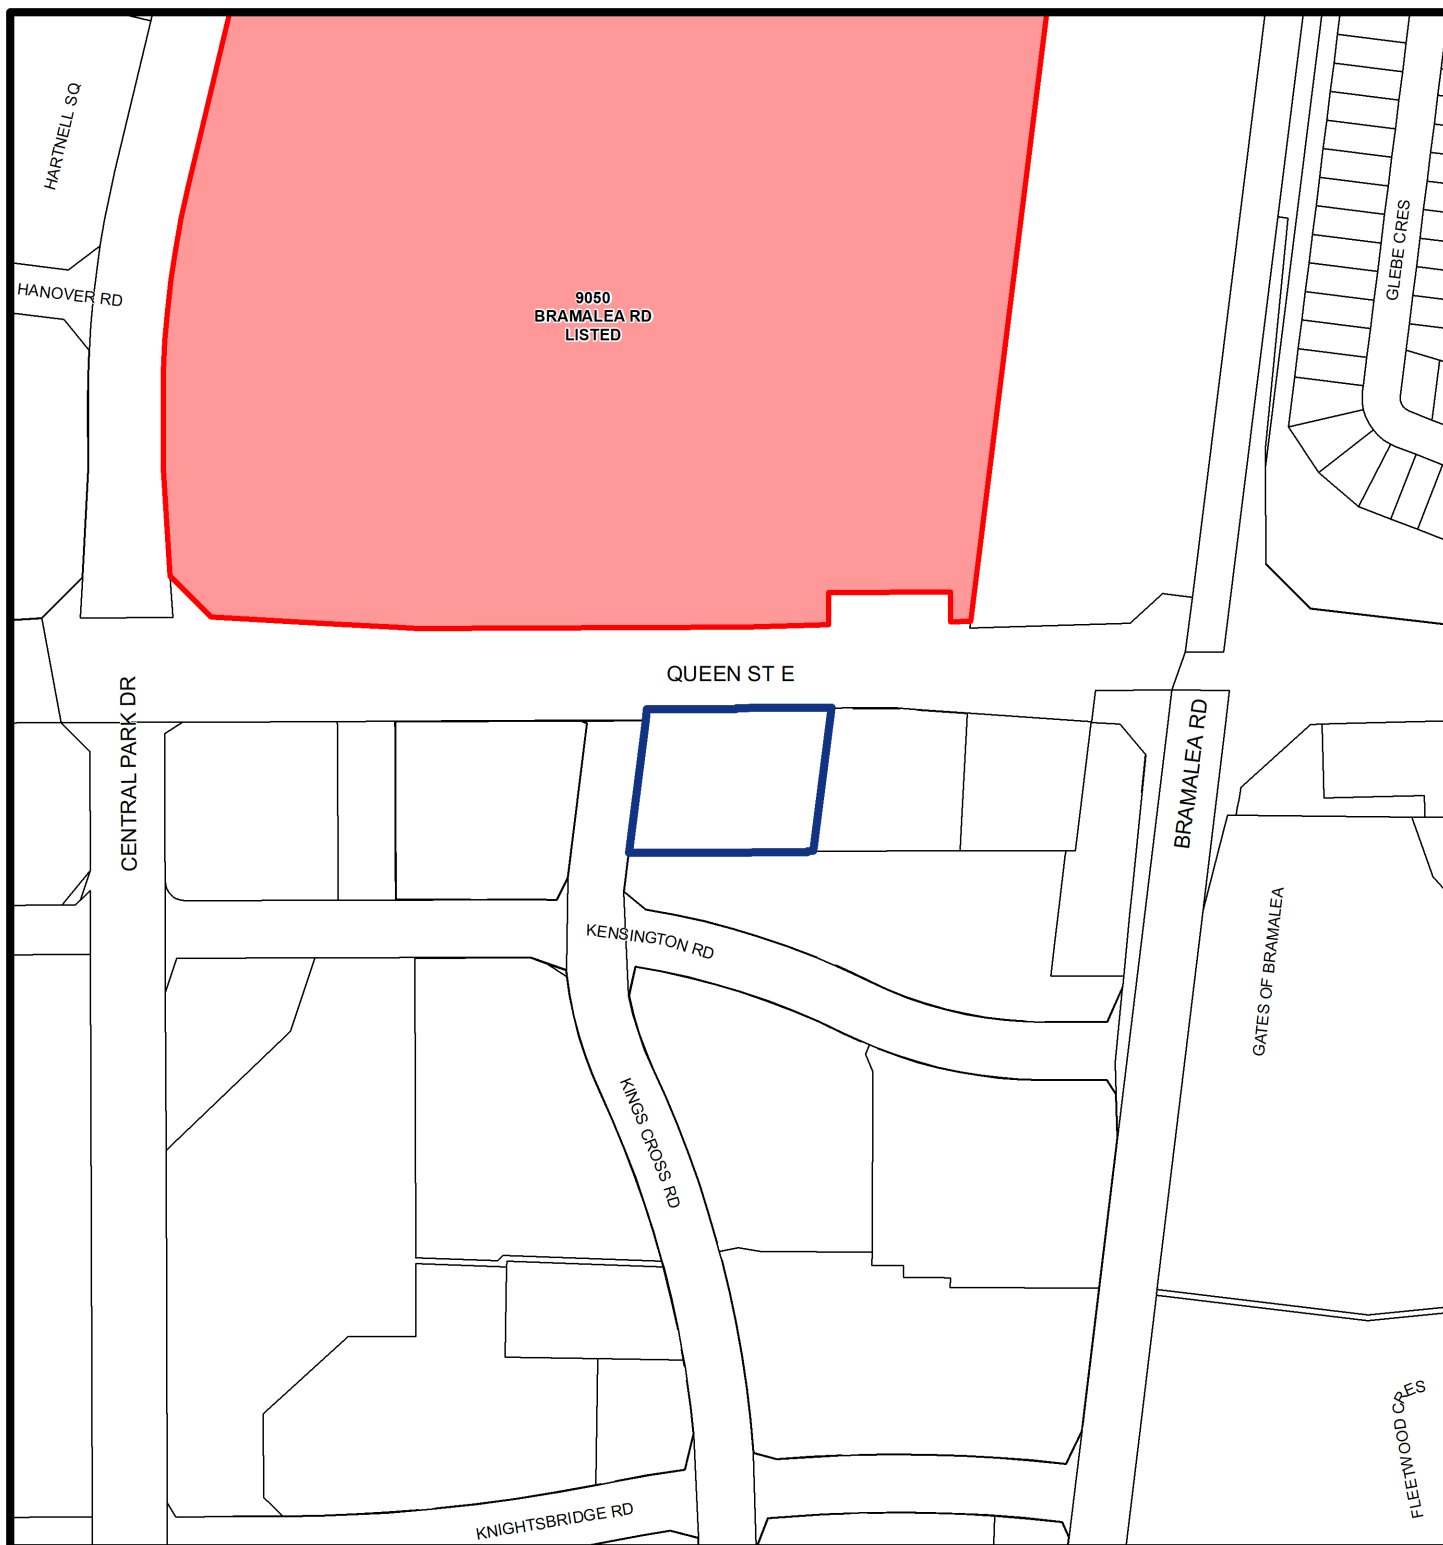 HARTNELL SQ
GLEBE CRES
HANOVER RD
9050
BRAMALEA RD
LISTED
QUEEN ST E
CENTRAL PARK DR
BRAMALEA RD
KENSINGTON RD
GATES OF BRAMALEA
KINGS CROSS RD
FLEETWOOD CRES
KNIGHTSBRIDGE RD